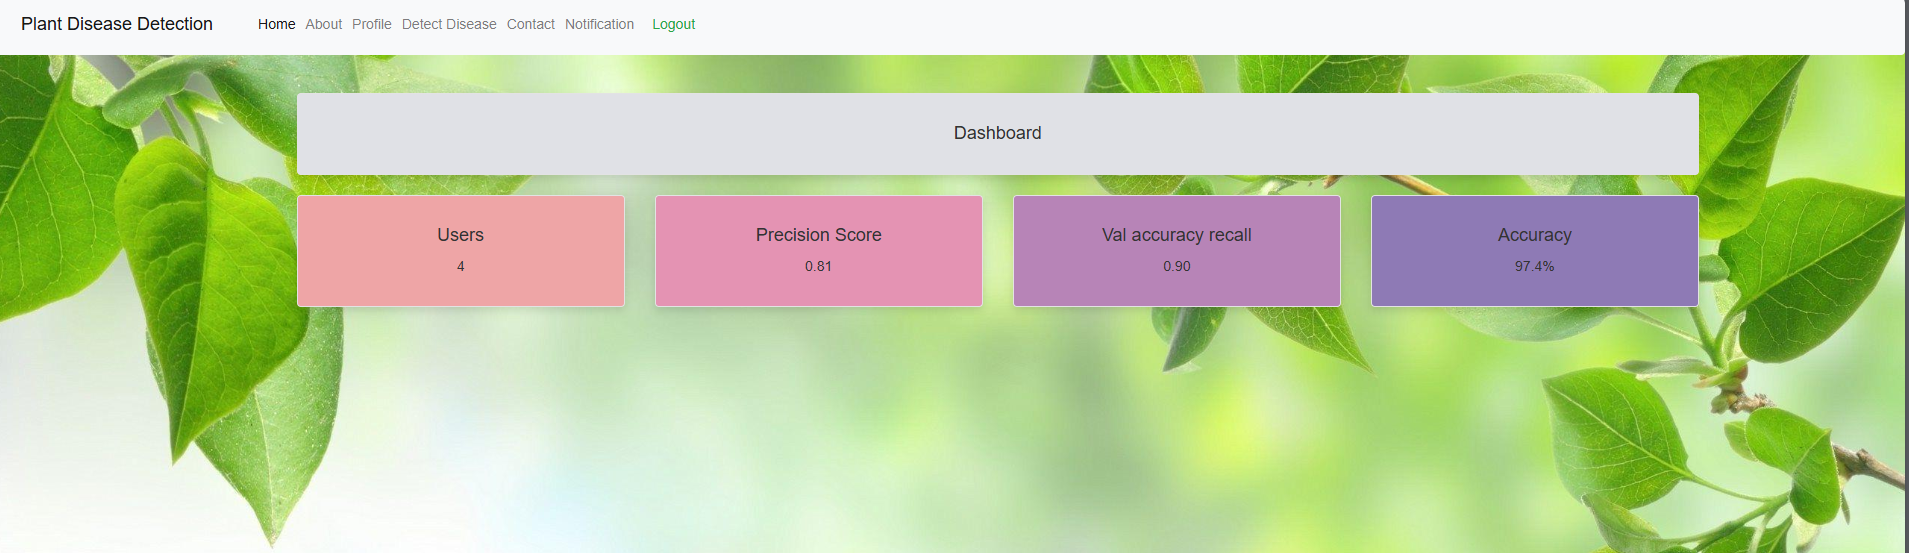 Plant Disease Detection Home About Profile Detect Disease Contact Notification Logout
Dashboard
Users
4
Precision Score
0.81
Val accuracy recall
0.90
Accuracy
97.4%